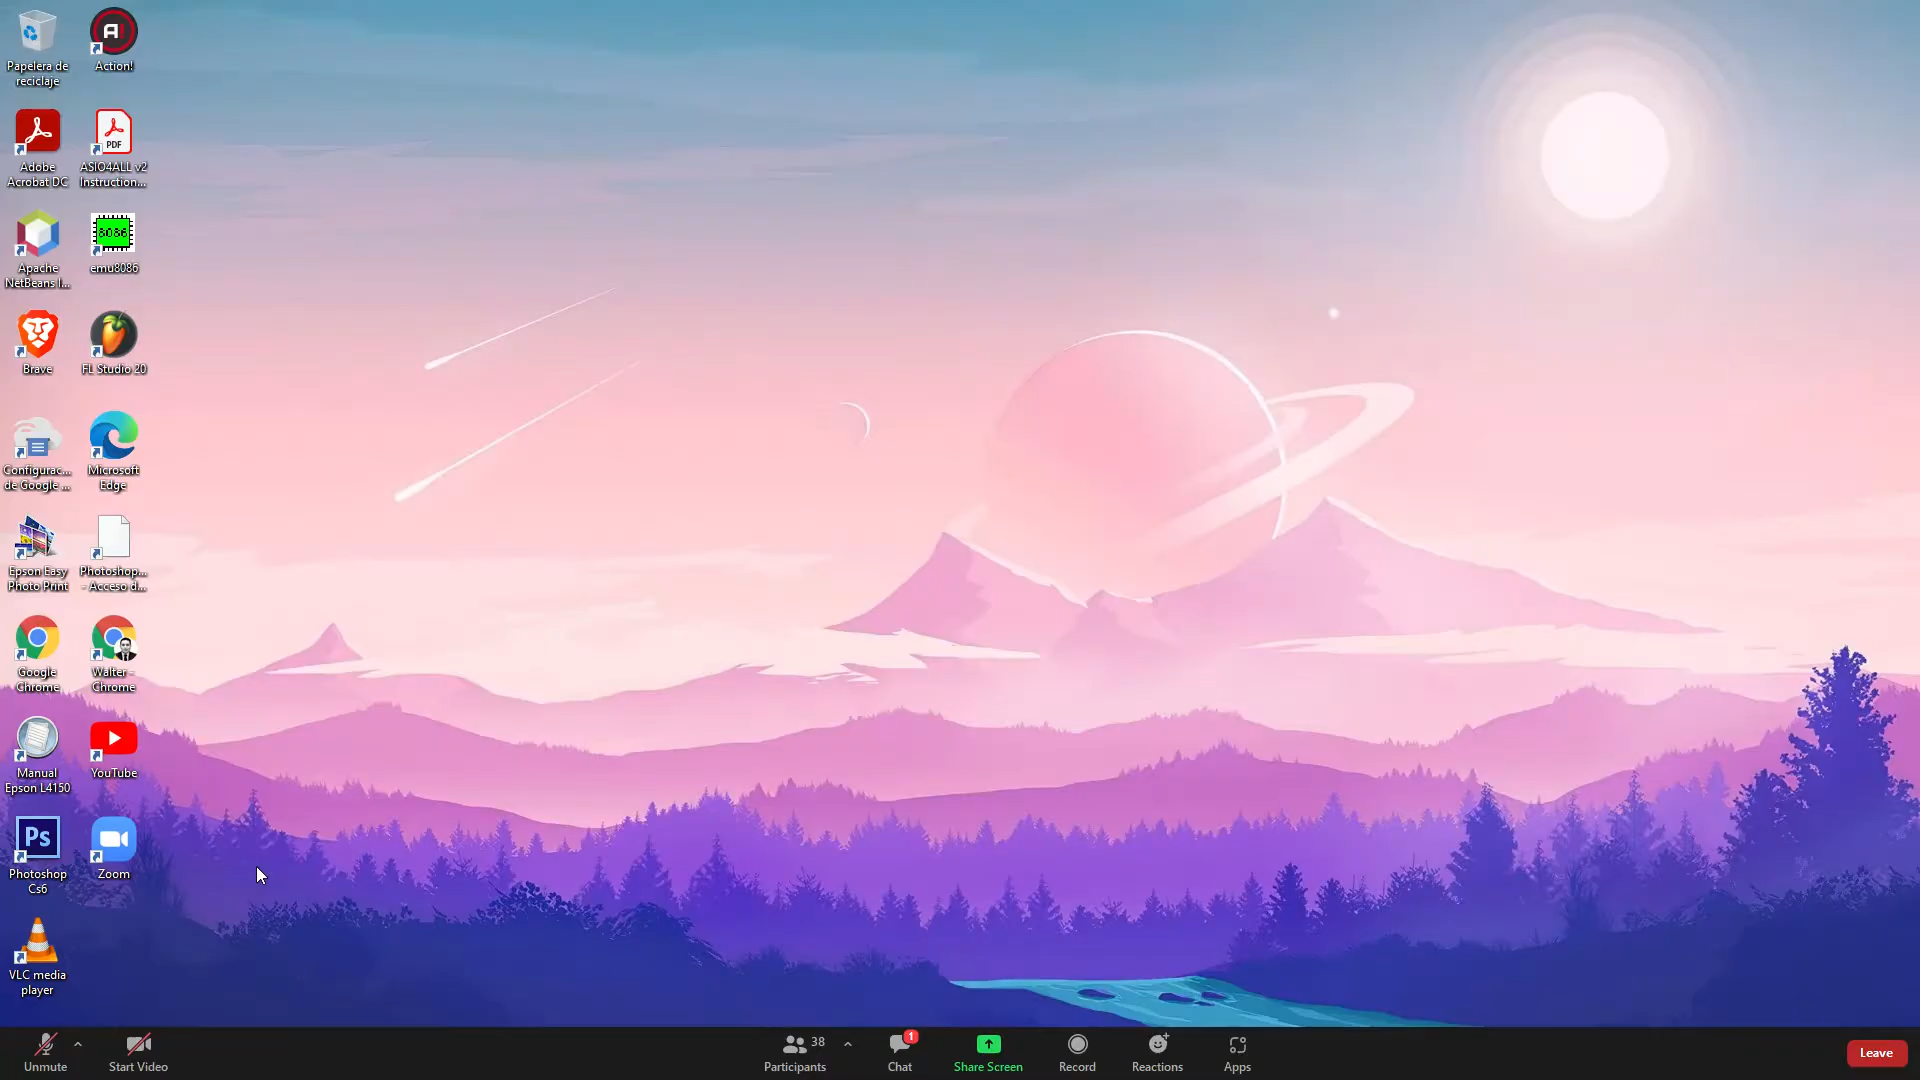 Papelera de
reciclaje
Action!
Adobe
Acrobat DC
PDF
ASIO4ALL v2
Instruction...
Apache
NetBeans I...
8086
emu8086
Brave
FL Studio 20
Configurac...
de Google ...
Microsoft
Edge
Epson Easy
Photo Print
Photoshop...
- Acceso d...
Google
Chrome
Walter -
Chrome
Manual
Epson L4150
YouTube
Ps
Photoshop
Cs6
Zoom
VLC media
player
Unmute
Start Video
38
Participants
1
Chat
Share Screen
Record
Reactions
Apps
Leave